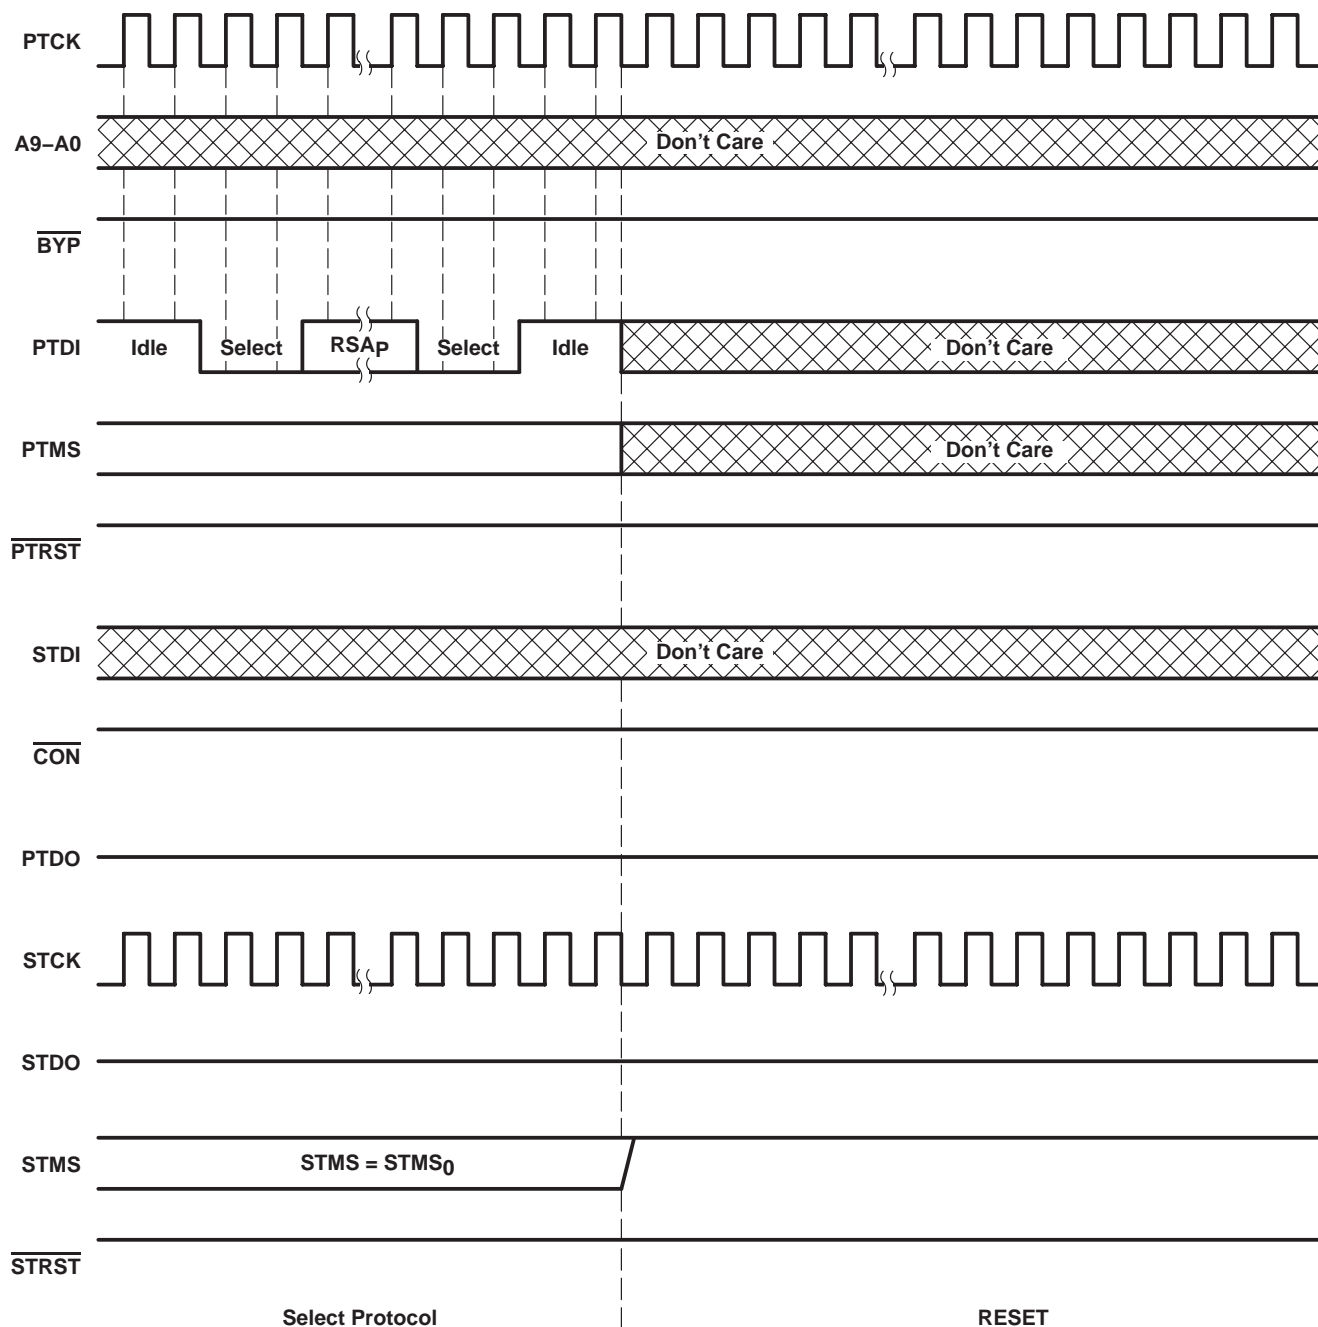 PTCK
A9–A0
Don't Care
BYP
PTDI
Idle
Select
RSAP
Select
Idle
Don't Care
PTMS
Don't Care
PTRST
STDI
Don't Care
CON
PTDO
STCK
STDO
STMS
STMS = STMS0
STRST
Select Protocol
RESET